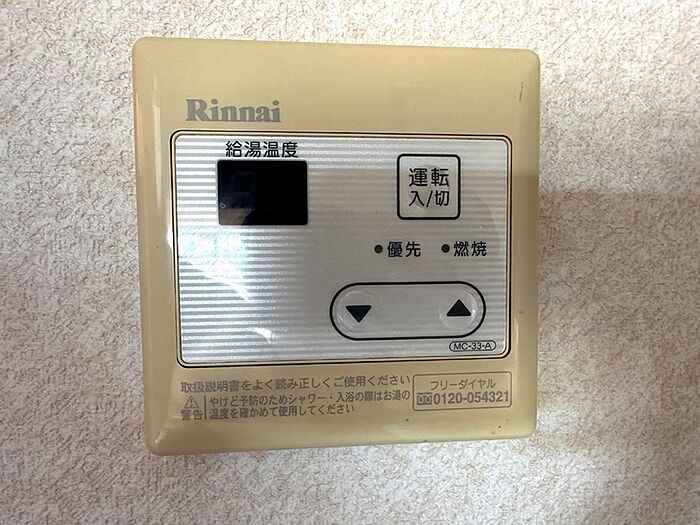 Rinnai
給湯温度
運転
入/切
優先 燃焼
▼ ▲
MC-33-A
取扱説明書をよく読み正しくご使用ください
警告
やけど予防のためシャワー・入浴の際はお湯の
温度を確かめて使用してください
フリーダイヤル
0120-054321